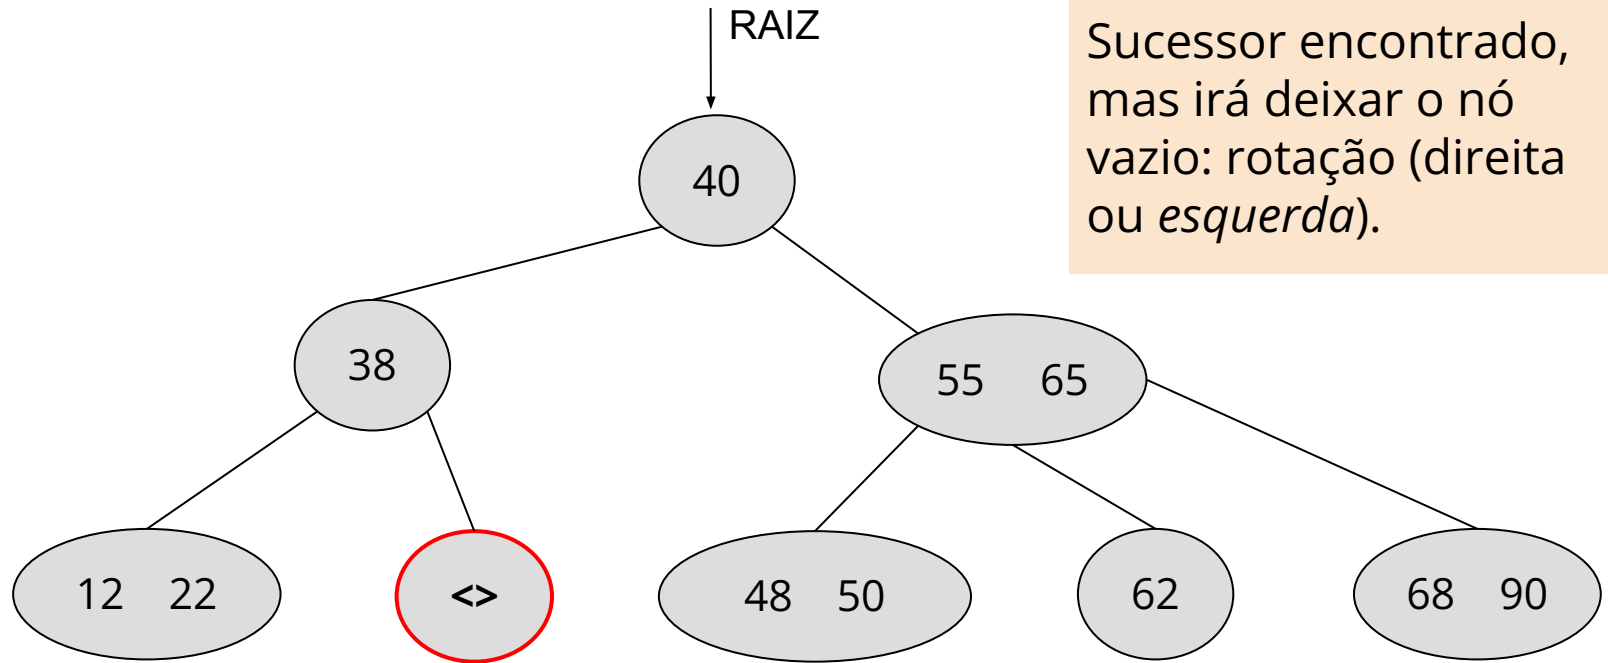 RAIZ
Sucessor encontrado,
mas irá deixar o nó
vazio: rotação (direita
ou esquerda).
40
38
55 65
12 22
<>
48 50
62
68 90